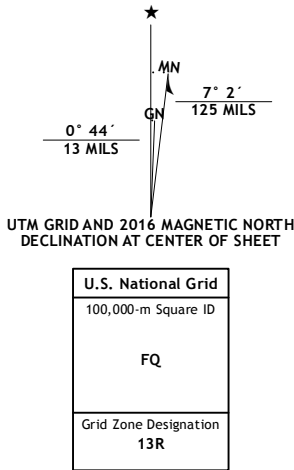 MN
7° 2´
125 MILS
GN
0° 44´
13 MILS
UTM GRID AND 2016 MAGNETIC NORTH
DECLINATION AT CENTER OF SHEET
U.S. National Grid
100,000-m Square ID
FQ
Grid Zone Designation
13R